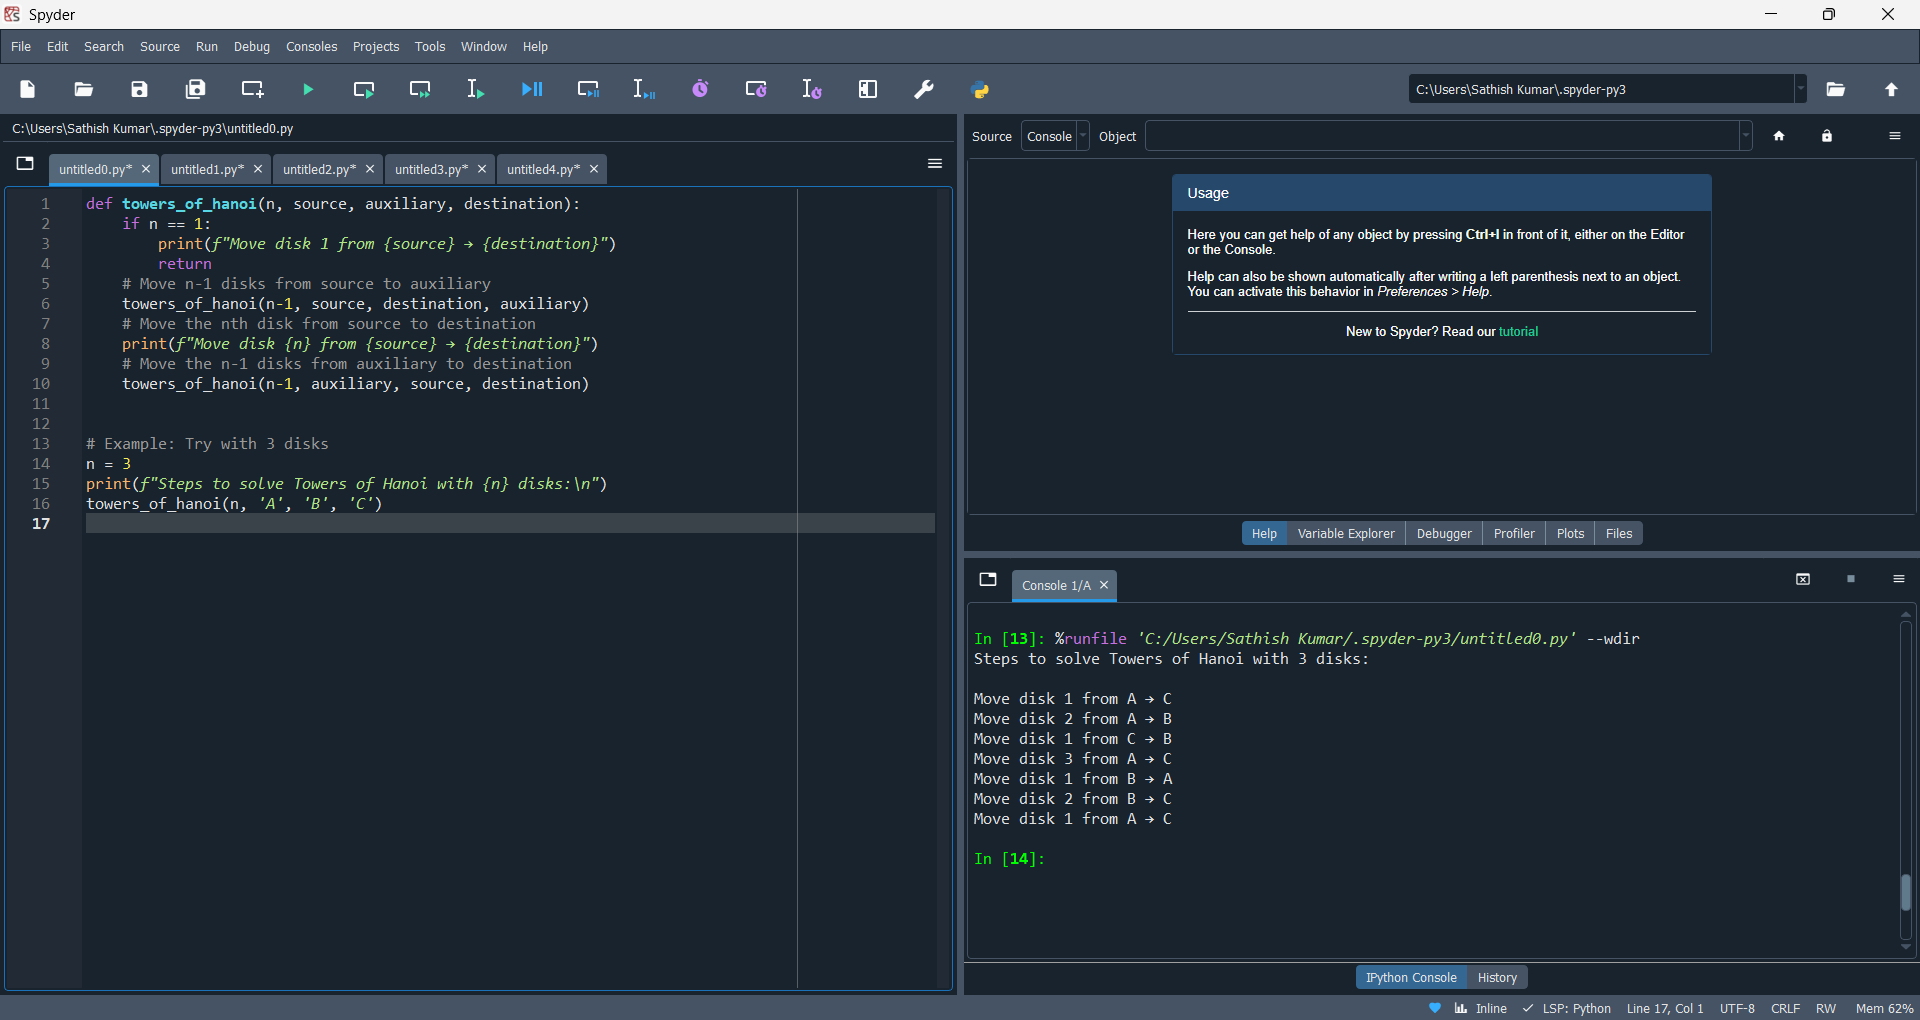 Spyder
File Edit Search Source Run Debug Consoles Projects Tools Window Help
C:\Users\Sathish Kumar\.spyder-py3
C:\Users\Sathish Kumar\.spyder-py3\untitled0.py
untitled0.py* untitled1.py* untitled2.py* untitled3.py* untitled4.py*
1 def towers_of_hanoi(n, source, auxiliary, destination):
2     if n == 1:
3         print(f"Move disk 1 from {source} → {destination}")
4         return
5     # Move n-1 disks from source to auxiliary
6     towers_of_hanoi(n-1, source, destination, auxiliary)
7     # Move the nth disk from source to destination
8     print(f"Move disk {n} from {source} → {destination}")
9     # Move the n-1 disks from auxiliary to destination
10     towers_of_hanoi(n-1, auxiliary, source, destination)
11
12
13 # Example: Try with 3 disks
14 n = 3
15 print(f"Steps to solve Towers of Hanoi with {n} disks:\n")
16 towers_of_hanoi(n, 'A', 'B', 'C')
17
Source Console Object
Usage
Here you can get help of any object by pressing Ctrl+I in front of it, either on the Editor
or the Console.
Help can also be shown automatically after writing a left parenthesis next to an object.
You can activate this behavior in Preferences > Help.
New to Spyder? Read our tutorial
Help Variable Explorer Debugger Profiler Plots Files
Console 1/A
In [13]: %runfile 'C:/Users/Sathish Kumar/.spyder-py3/untitled0.py' --wdir
Steps to solve Towers of Hanoi with 3 disks:
Move disk 1 from A → C
Move disk 2 from A → B
Move disk 1 from C → B
Move disk 3 from A → C
Move disk 1 from B → A
Move disk 2 from B → C
Move disk 1 from A → C
In [14]:
IPython Console History
Inline LSP: Python Line 17, Col 1 UTF-8 CRLF RW Mem 62%